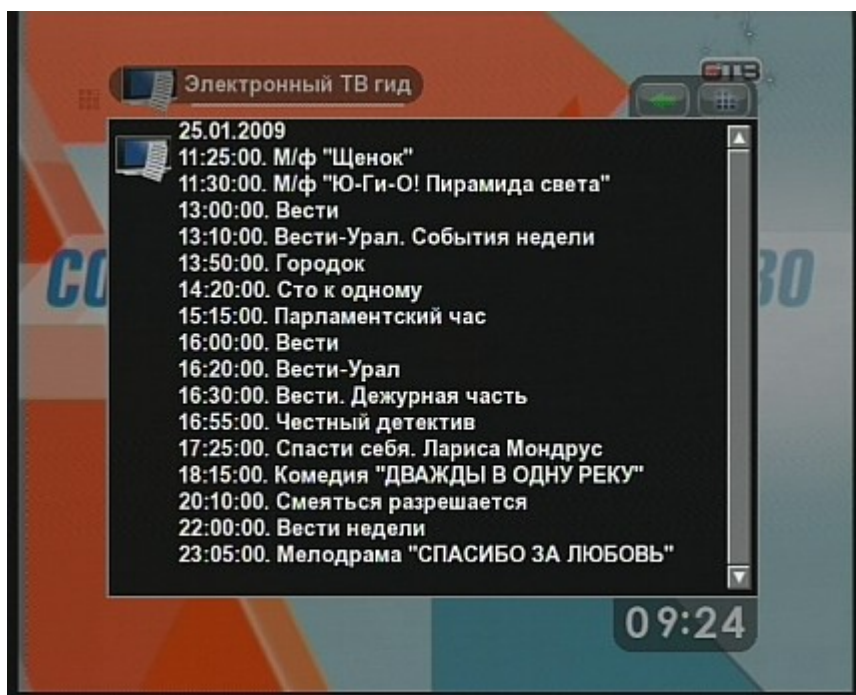 Электронный ТВ гид
GТВ
25.01.2009
11:25:00. М/ф "Щенок"
11:30:00. М/ф "Ю-Ги-О! Пирамида света"
13:00:00. Вести
13:10:00. Вести-Урал. События недели
13:50:00. Городок
14:20:00. Сто к одному
15:15:00. Парламентский час
16:00:00. Вести
16:20:00. Вести-Урал
16:30:00. Вести. Дежурная часть
16:55:00. Честный детектив
17:25:00. Спасти себя. Лариса Мондрус
18:15:00. Комедия "ДВАЖДЫ В ОДНУ РЕКУ"
20:10:00. Смеяться разрешается
22:00:00. Вести недели
23:05:00. Мелодрама "СПАСИБО ЗА ЛЮБОВЬ"
09:24